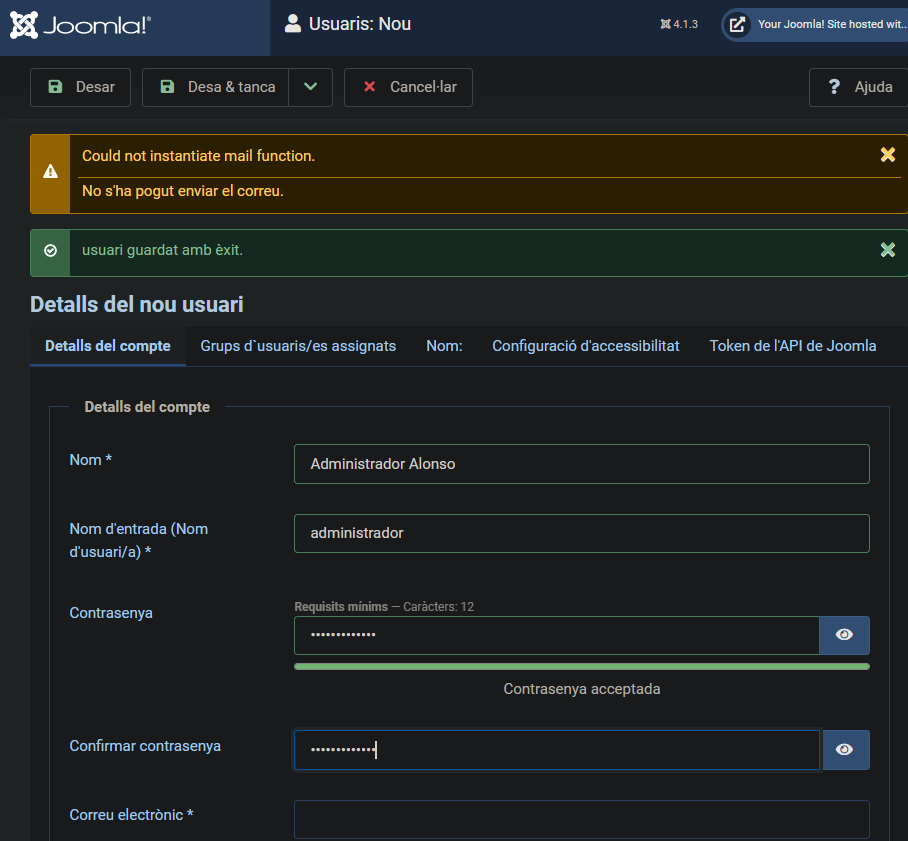 Joomla!®
Usuaris: Nou
4.1.3
Your Joomla! Site hosted wit...
Desar
Desa & tanca
Cancel·lar
? Ajuda
Could not instantiate mail function.
No s'ha pogut enviar el correu.
usuari guardat amb èxit.
Detalls del nou usuari
Detalls del compte
Grups d`usuaris/es assignats
Nom:
Configuració d'accessibilitat
Token de l'API de Joomla
Detalls del compte
Nom *
Administrador Alonso
Nom d'entrada (Nom
d'usuari/a) *
administrador
Contrasenya
Requisits mínims — Caràcters: 12
•••••••••••••
Contrasenya acceptada
Confirmar contrasenya
•••••••••••••
Correu electrònic *